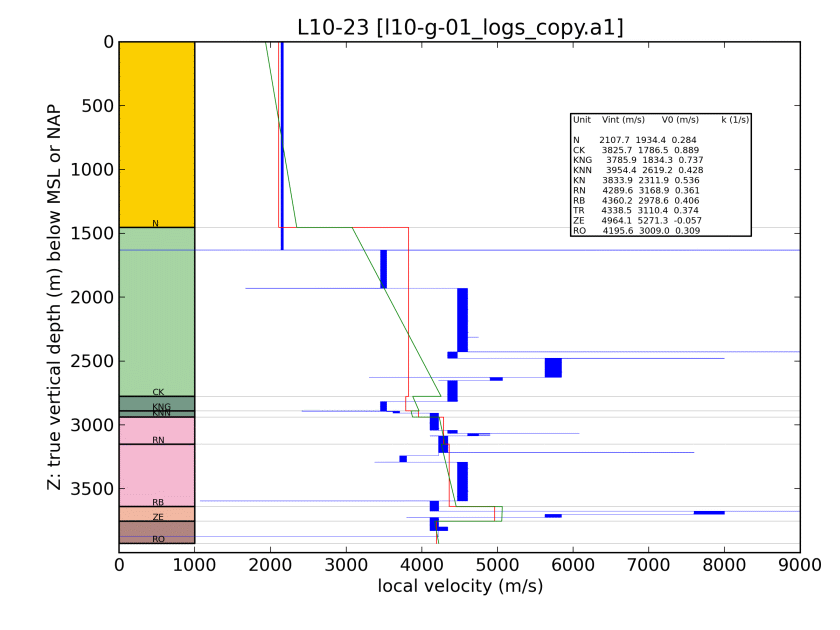 L10-23 [l10-g-01_logs_copy.a1]
0
500
1000
1500
2000
2500
3000
3500
Z: true vertical depth (m) below MSL or NAP
N
CK
KNG
KNN
RN
RB
ZE
RO
Unit Vint (m/s) V0 (m/s) k (1/s)
N 2107.7 1934.4 0.284
CK 3825.7 1786.5 0.889
KNG 3785.9 1834.3 0.737
KNN 3954.4 2619.2 0.428
KN 3833.9 2311.9 0.536
RN 4289.6 3168.9 0.361
RB 4360.2 2978.6 0.406
TR 4338.5 3110.4 0.374
ZE 4964.1 5271.3 -0.057
RO 4195.6 3009.0 0.309
0 1000 2000 3000 4000 5000 6000 7000 8000 9000
local velocity (m/s)